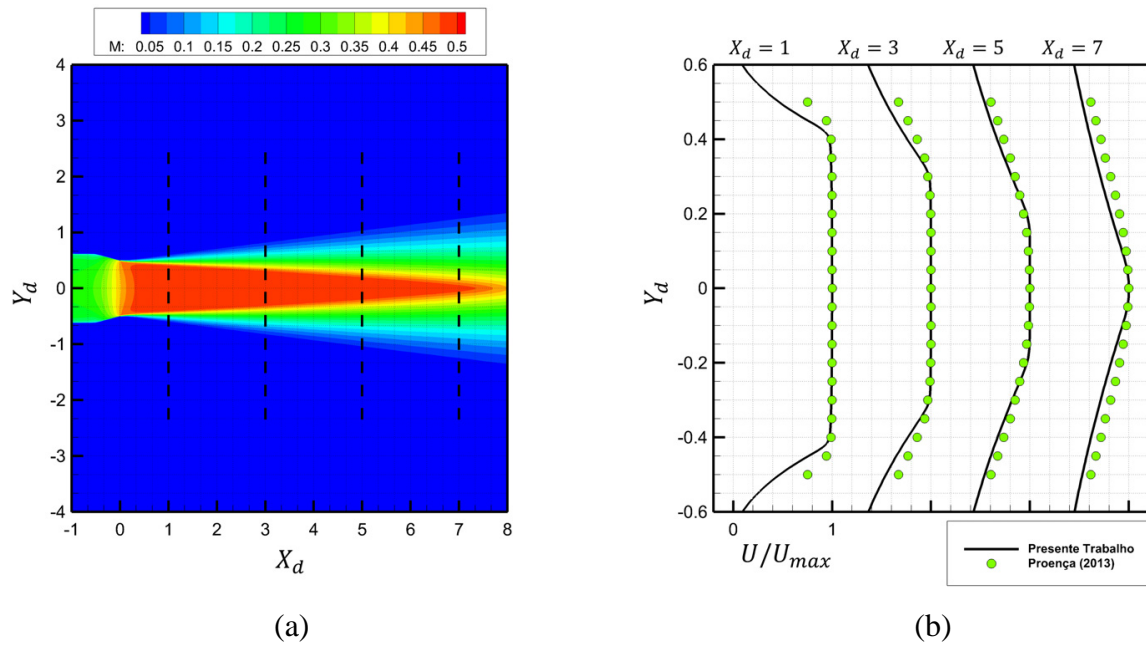 M: 0.05 0.1 0.15 0.2 0.25 0.3 0.35 0.4 0.45 0.5
4
3
2
1
0
-1
-2
-3
-4
Y_d
-1 0 1 2 3 4 5 6 7 8
X_d
(a)
X_d = 1 X_d = 3 X_d = 5 X_d = 7
0.6
0.4
0.2
0
-0.2
-0.4
-0.6
Y_d
0 1
U/U_max
Presente Trabalho
Proença (2013)
(b)